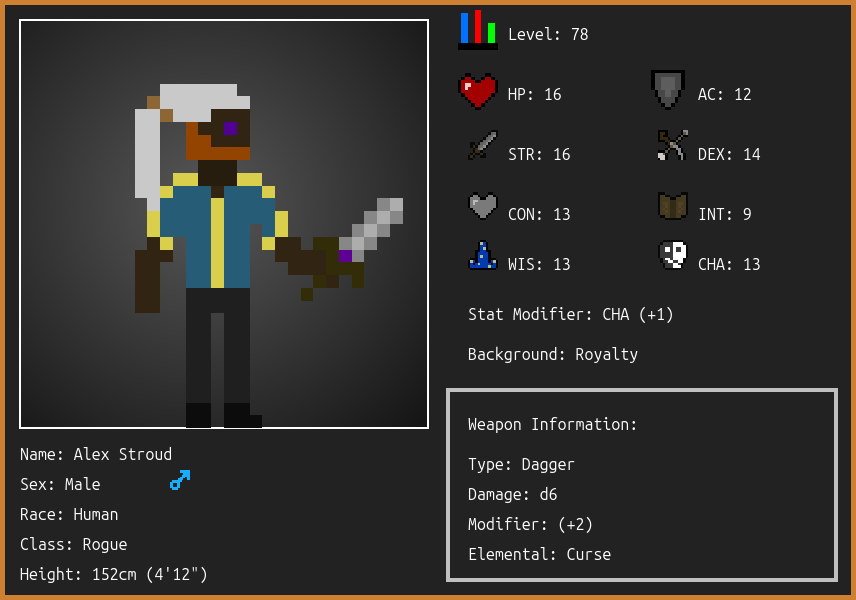 Level: 78
HP: 16
AC: 12
STR: 16
DEX: 14
CON: 13
INT: 9
WIS: 13
CHA: 13
Stat Modifier: CHA (+1)
Background: Royalty
Weapon Information:
Type: Dagger
Damage: d6
Modifier: (+2)
Elemental: Curse
Name: Alex Stroud
Sex: Male
Race: Human
Class: Rogue
Height: 152cm (4'12")